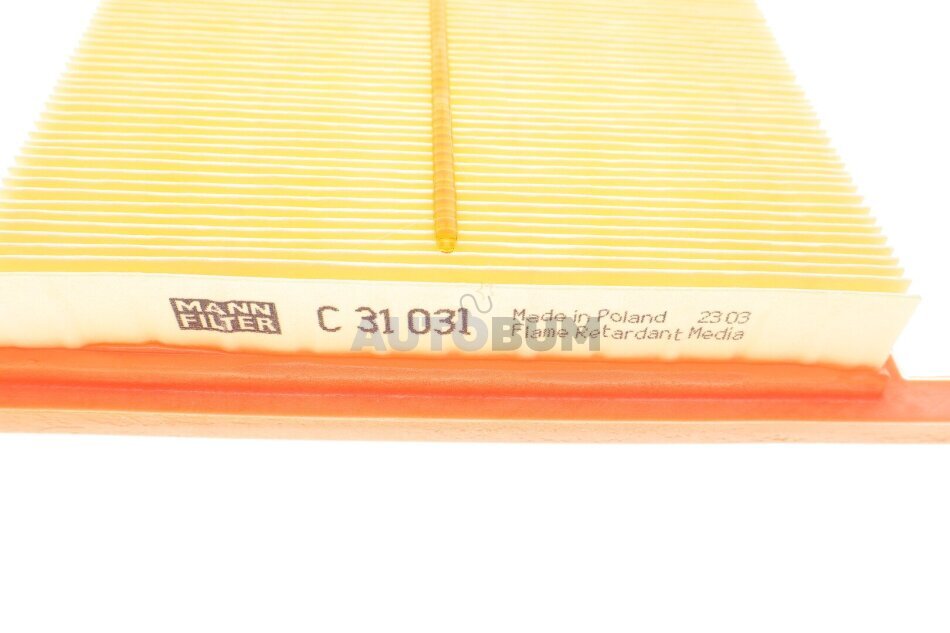 MANN
FILTER
C 31 031
Made in Poland 23 03
Flame Retardant Media
AUTOBUM